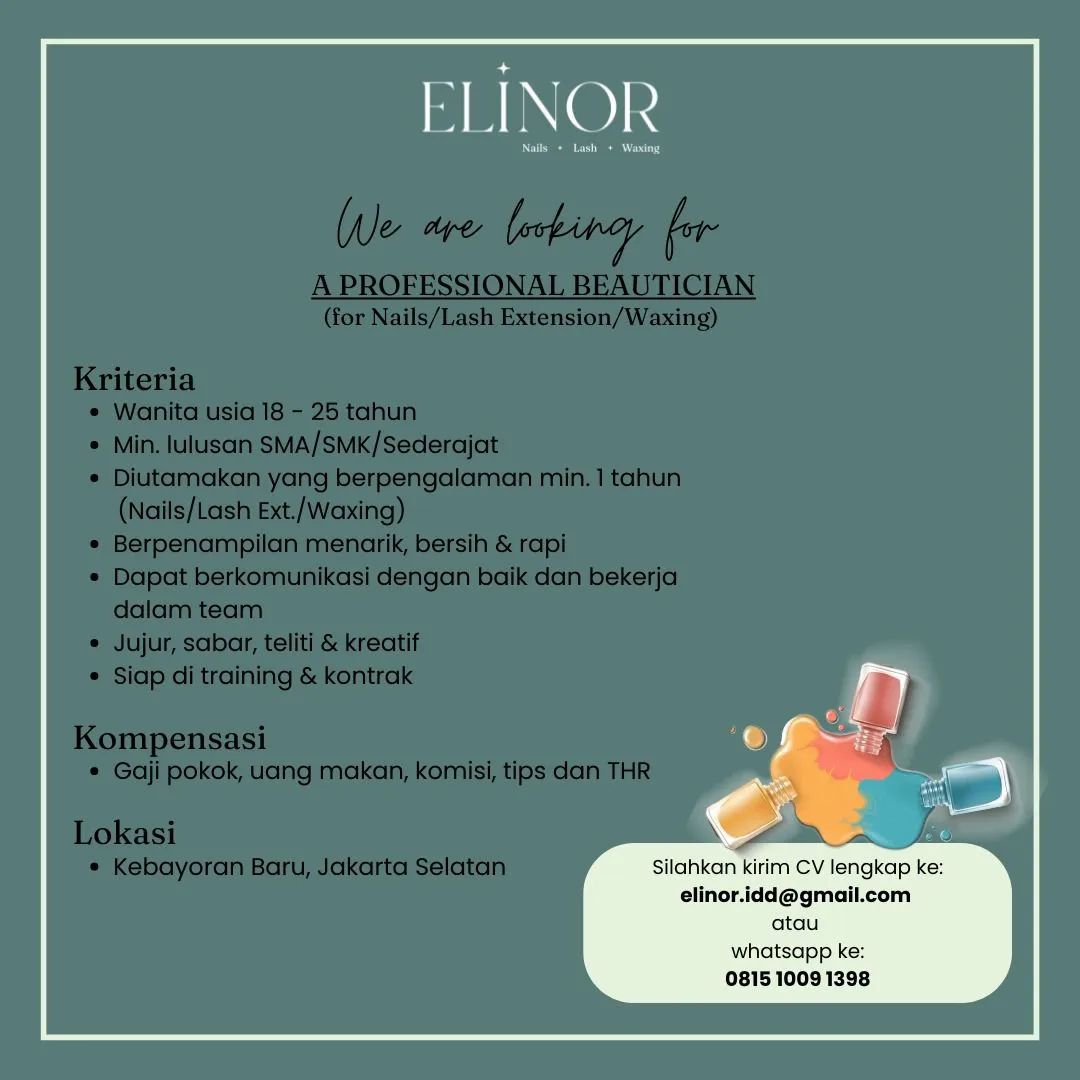 ELINOR
Nails + Lash + Waxing
We are looking for
A PROFESSIONAL BEAUTICIAN
(for Nails/Lash Extension/Waxing)
Kriteria
• Wanita usia 18 - 25 tahun
• Min. lulusan SMA/SMK/Sederajat
• Diutamakan yang berpengalaman min. 1 tahun
(Nails/Lash Ext./Waxing)
• Berpenampilan menarik, bersih & rapi
• Dapat berkomunikasi dengan baik dan bekerja
dalam team
• Jujur, sabar, teliti & kreatif
• Siap di training & kontrak
Kompensasi
• Gaji pokok, uang makan, komisi, tips dan THR
Lokasi
• Kebayoran Baru, Jakarta Selatan
Silahkan kirim CV lengkap ke:
elinor.idd@gmail.com
atau
whatsapp ke:
0815 1009 1398